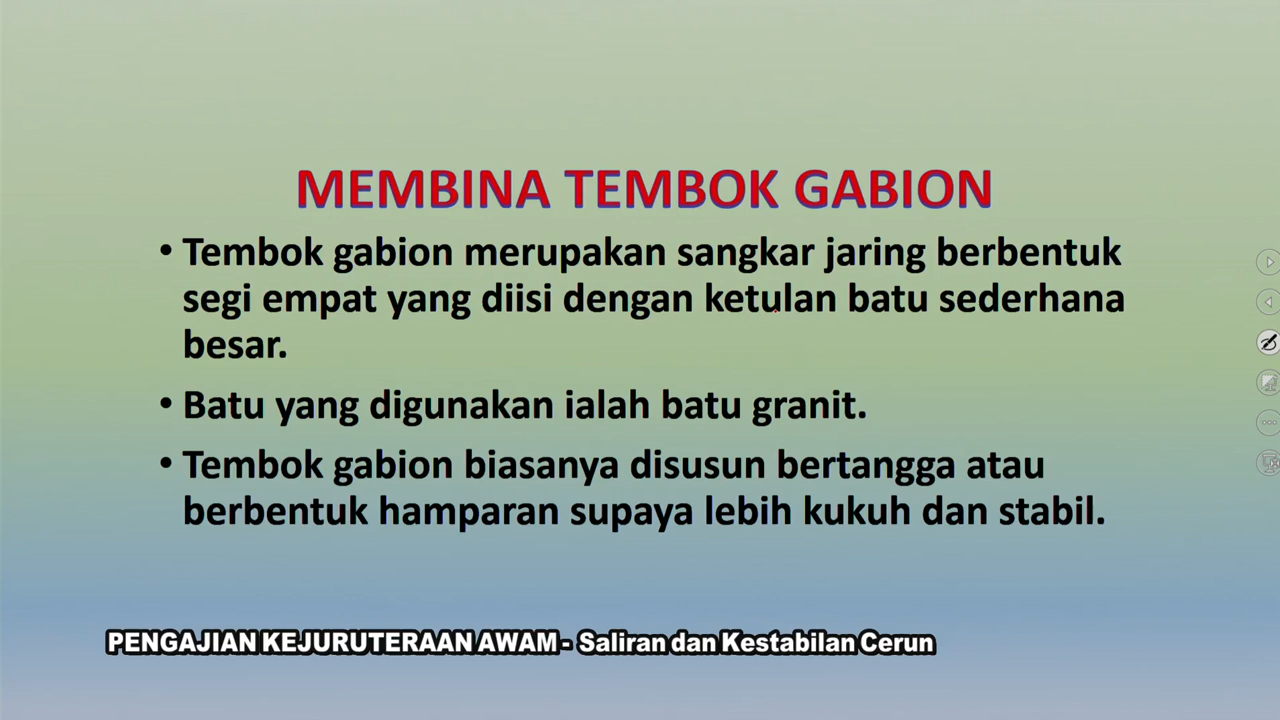 MEMBINA TEMBOK GABION
• Tembok gabion merupakan sangkar jaring berbentuk
segi empat yang diisi dengan ketulan batu sederhana
besar.
• Batu yang digunakan ialah batu granit.
• Tembok gabion biasanya disusun bertangga atau
berbentuk hamparan supaya lebih kukuh dan stabil.
PENGAJIAN KEJURUTERAAN AWAM - Saliran dan Kestabilan Cerun